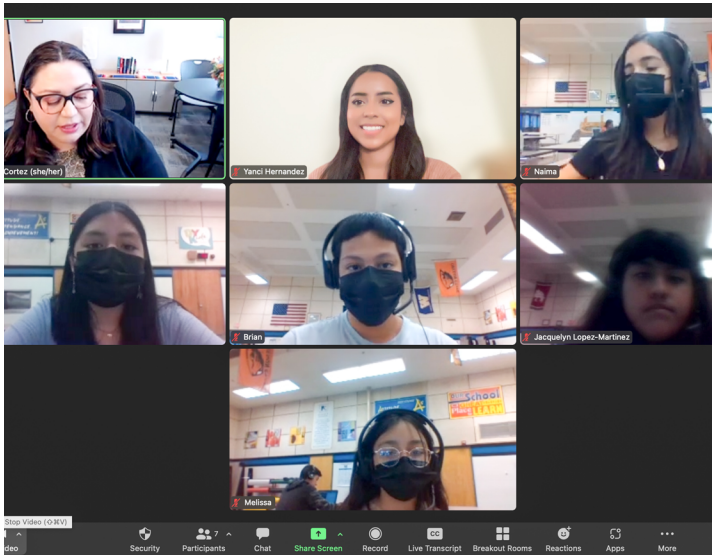 Cortez (she/her)
Yanci Hernandez
Naima
Brian
Jacquelyn Lopez-Martinez
School
Melissa
Stop Video (⇧⌘V)
deo
Security
Participants
7
Chat
Share Screen
Record
CC
Live Transcript
Breakout Rooms
Reactions
Apps
More